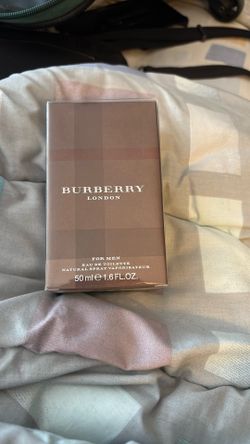 BURBERRY
LONDON
FOR MEN
EAU DE TOILETTE
NATURAL SPRAY VAPORISATEUR
50 ml ℮ 1.6 FL.OZ.